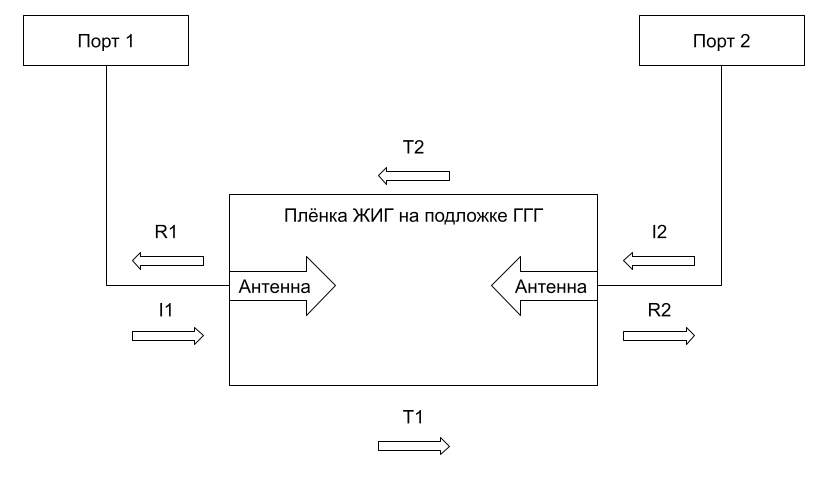 Порт 1
Порт 2
T2
Плёнка ЖИГ на подложке ГГГ
R1
I2
Антенна
Антенна
I1
R2
T1